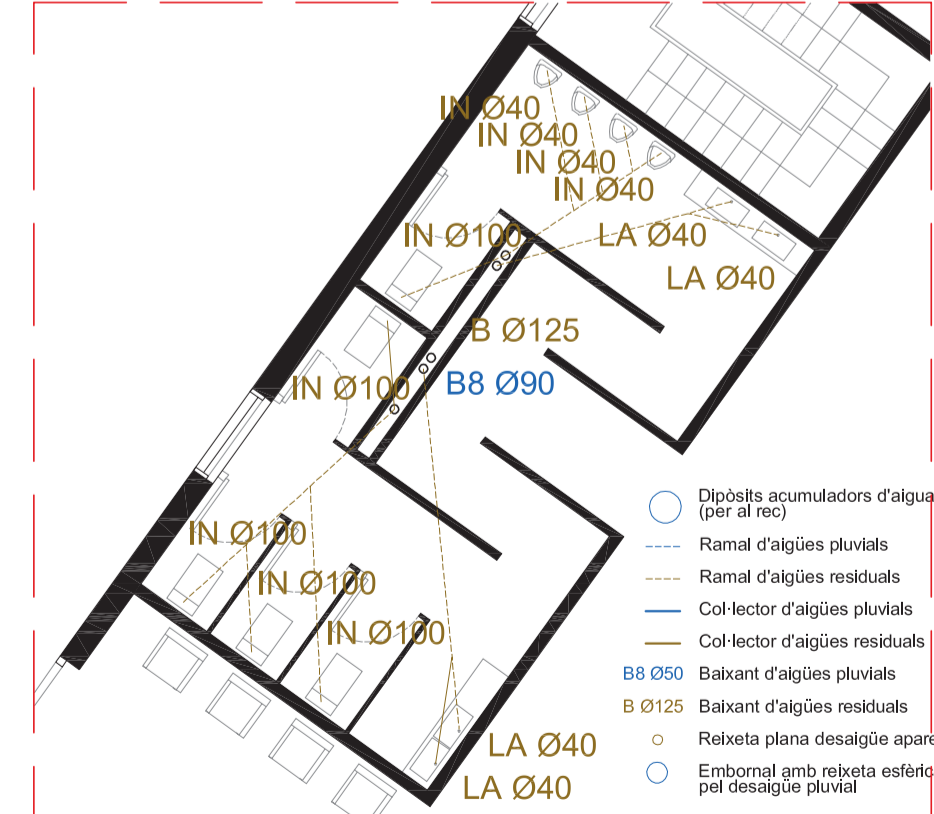 IN Ø40
IN Ø40
IN Ø40
IN Ø40
IN Ø100
LA Ø40
LA Ø40
B Ø125
B8 Ø90
IN Ø100
IN Ø100
IN Ø100
IN Ø100
LA Ø40
LA Ø40
Dipòsits acumuladors d'aigua
(per al rec)
Ramal d'aigües pluvials
Ramal d'aigües residuals
Col·lector d'aigües pluvials
Col·lector d'aigües residuals
B8 Ø50 Baixant d'aigües pluvials
B Ø125 Baixant d'aigües residuals
Reixeta plana desaigüe apare
Embornal amb reixeta esfèric
pel desaigüe pluvial